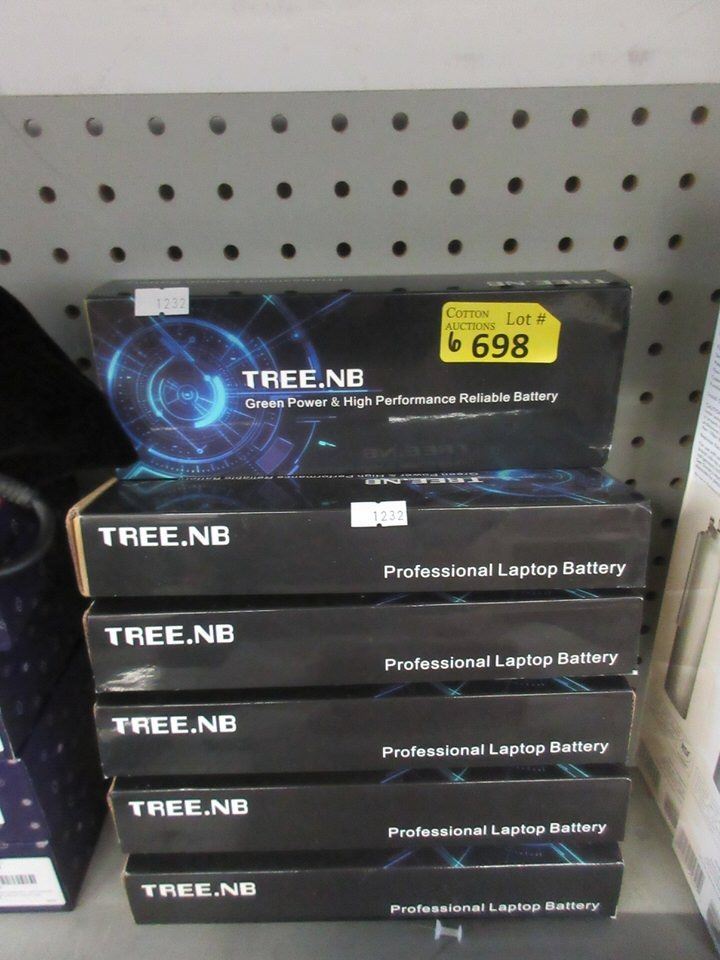 1232
COTTON AUCTIONS Lot #
6 698
TREE.NB
Green Power & High Performance Reliable Battery
TREE.NB
1232
TREE.NB
Professional Laptop Battery
TREE.NB
Professional Laptop Battery
TREE.NB
Professional Laptop Battery
TREE.NB
Professional Laptop Battery
TREE.NB
Professional Laptop Battery